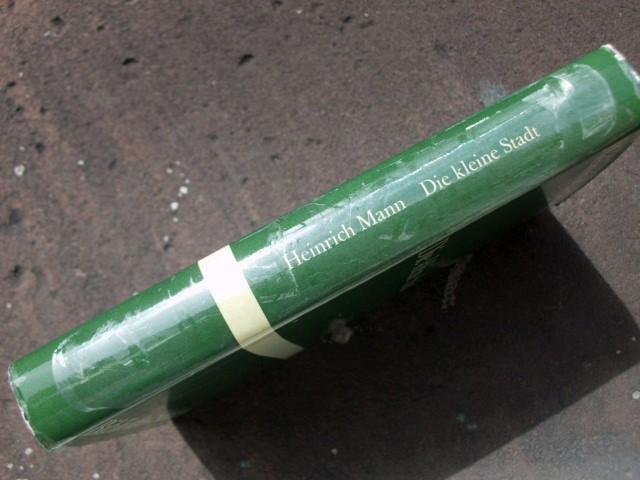 Heinrich Mann Die kleine Stadt